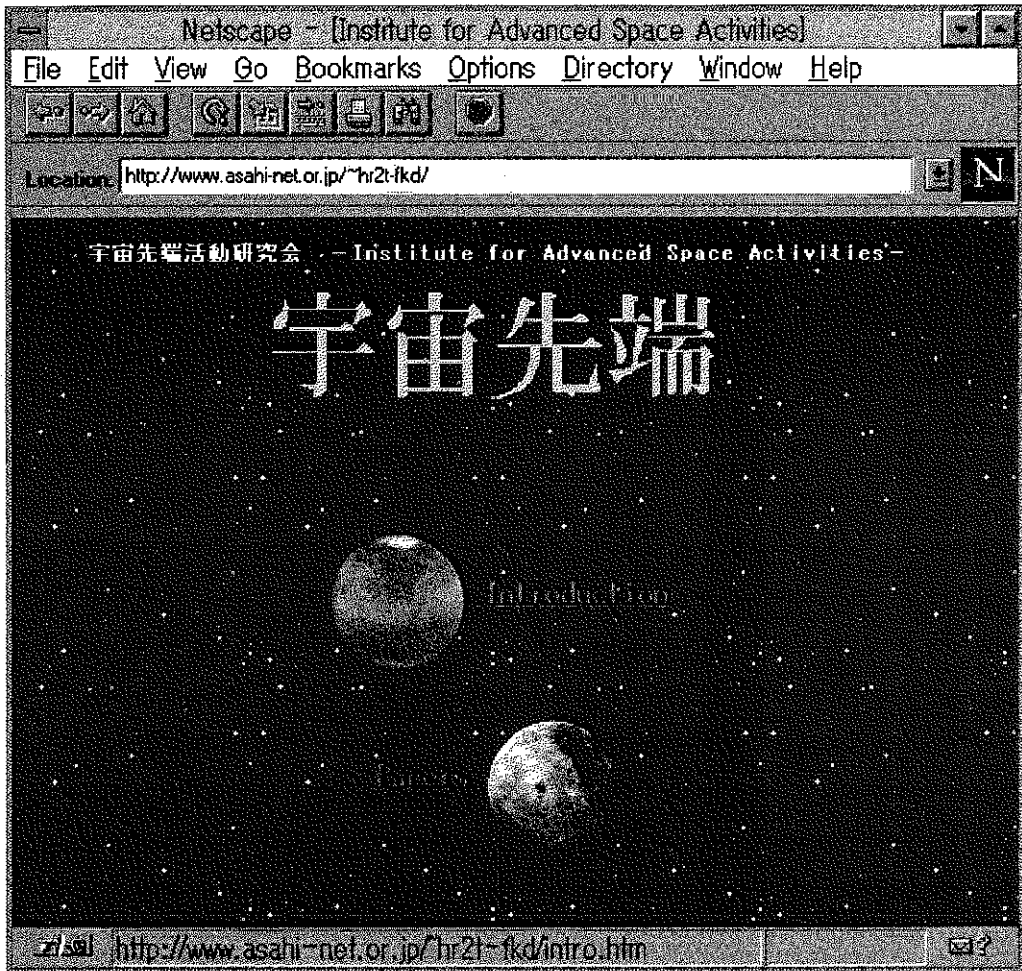 Netscape - [Institute for Advanced Space Activities]
File Edit View Go Bookmarks Options Directory Window Help
Location: http://www.asahi-net.or.jp/~hr2t-fkd/
N
宇宙先端活動研究会 -Institute for Advanced Space Activities-
宇宙先端
Introduction
http://www.asahi-net.or.jp/~hr2t-fkd/intro.htm
?